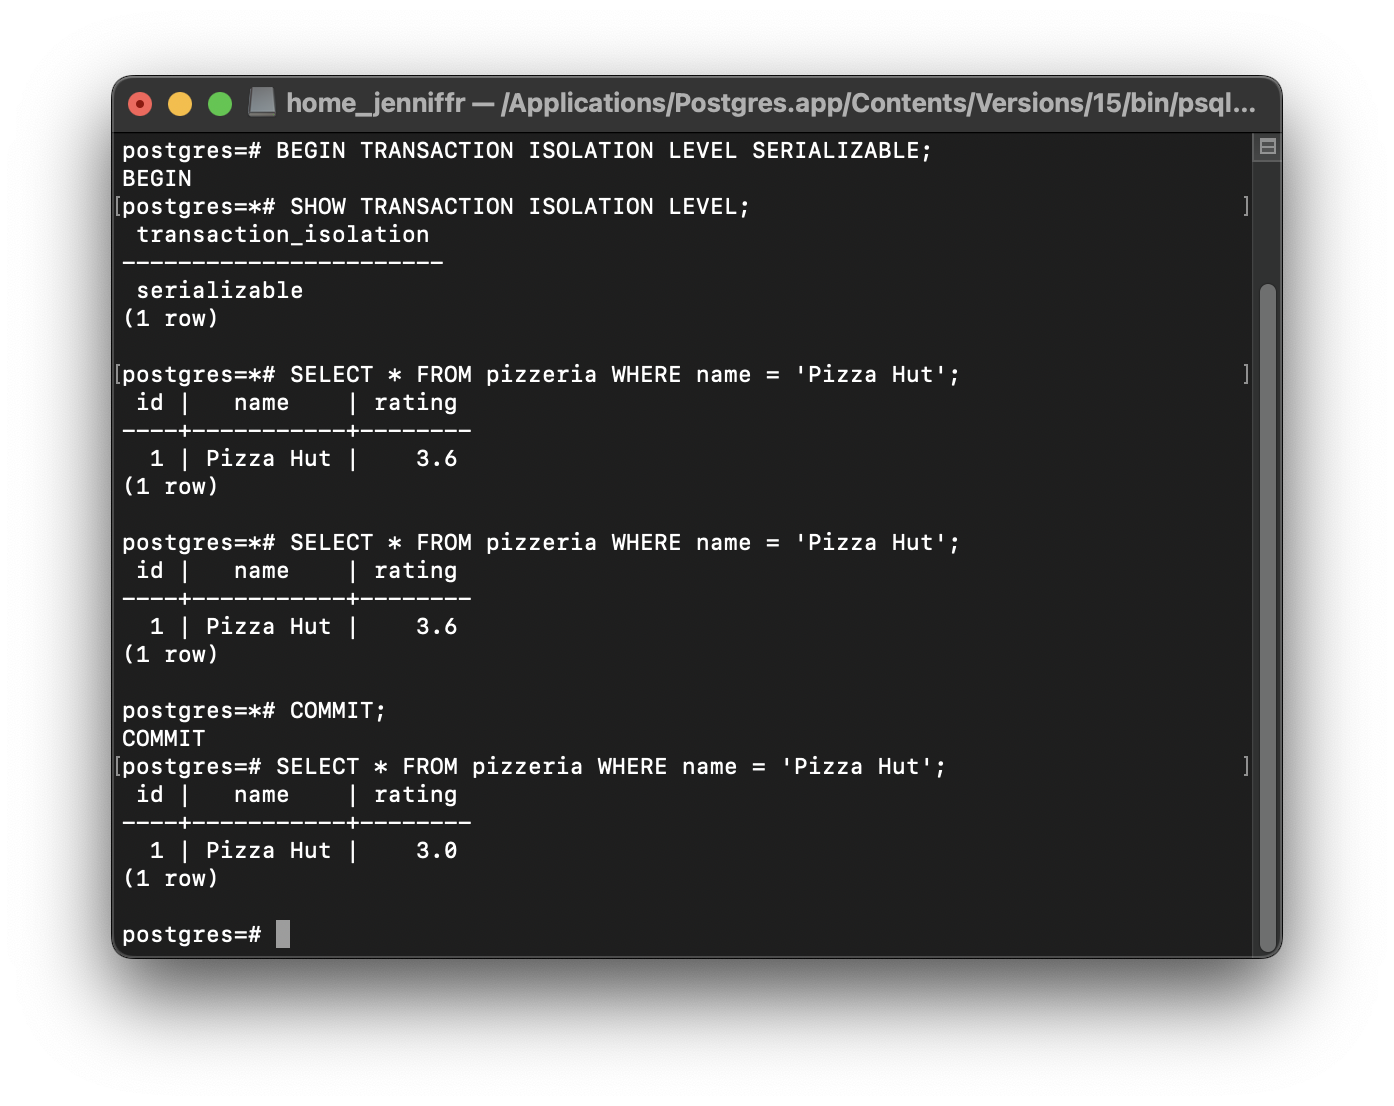 home_jenniffr — /Applications/Postgres.app/Contents/Versions/15/bin/psql...
postgres=# BEGIN TRANSACTION ISOLATION LEVEL SERIALIZABLE;
BEGIN
[postgres=*# SHOW TRANSACTION ISOLATION LEVEL; ]
 transaction_isolation
-----------------------
 serializable
(1 row)

[postgres=*# SELECT * FROM pizzeria WHERE name = 'Pizza Hut'; ]
 id |   name    | rating
----+-----------+--------
  1 | Pizza Hut |    3.6
(1 row)

postgres=*# SELECT * FROM pizzeria WHERE name = 'Pizza Hut';
 id |   name    | rating
----+-----------+--------
  1 | Pizza Hut |    3.6
(1 row)

postgres=*# COMMIT;
COMMIT
[postgres=# SELECT * FROM pizzeria WHERE name = 'Pizza Hut'; ]
 id |   name    | rating
----+-----------+--------
  1 | Pizza Hut |    3.0
(1 row)

postgres=#